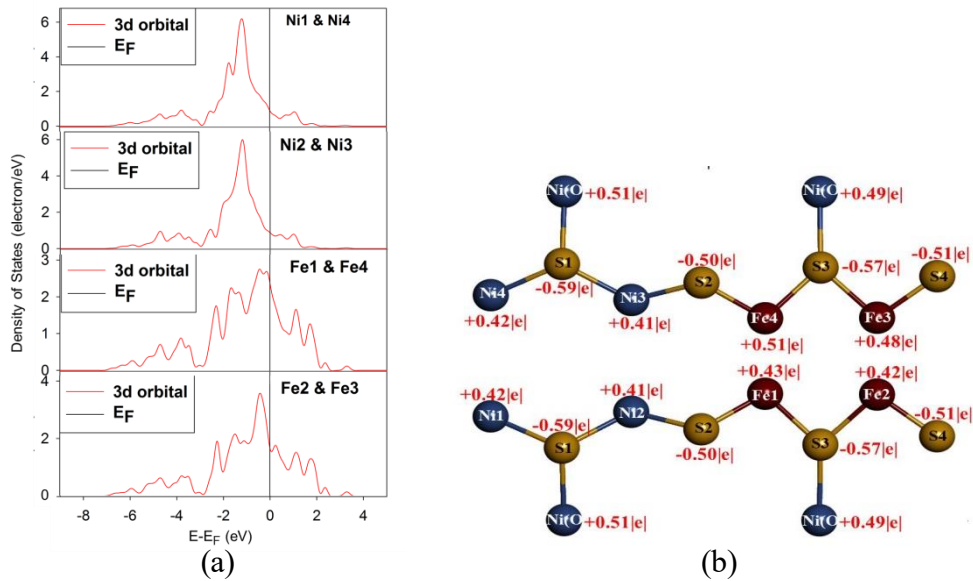 Density of States (electron/eV)
6
4
2
0
3d orbital
E_F
Ni1 & Ni4
6
4
2
0
3d orbital
E_F
Ni2 & Ni3
3
2
1
0
3d orbital
E_F
Fe1 & Fe4
4
2
0
3d orbital
E_F
Fe2 & Fe3
-8 -6 -4 -2 0 2 4
E-E_F (eV)
(a)
Ni(O +0.51|e|
Ni(O +0.49|e|
S1 -0.59|e|
-0.50|e|
S2
S3 -0.57|e|
-0.51|e|
S4
Ni4
+0.42|e|
Ni3
+0.41|e|
Fe4
+0.51|e|
Fe3
+0.48|e|
+0.42|e|
Ni1
+0.41|e|
Ni2
+0.43|e|
Fe1
+0.42|e|
Fe2
-0.59|e|
S1
S2
-0.50|e|
S3 -0.57|e|
-0.51|e|
S4
Ni(O +0.51|e|
Ni(O +0.49|e|
(b)